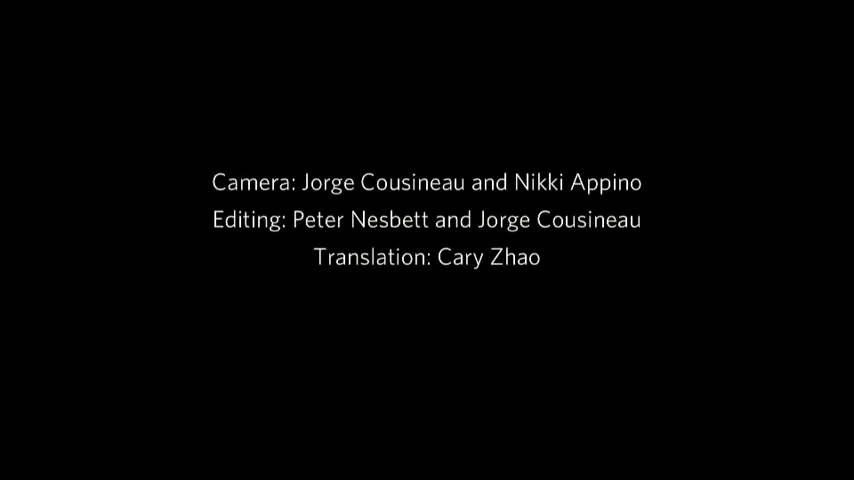 Camera: Jorge Cousineau and Nikki Appino
Editing: Peter Nesbett and Jorge Cousineau
Translation: Cary Zhao